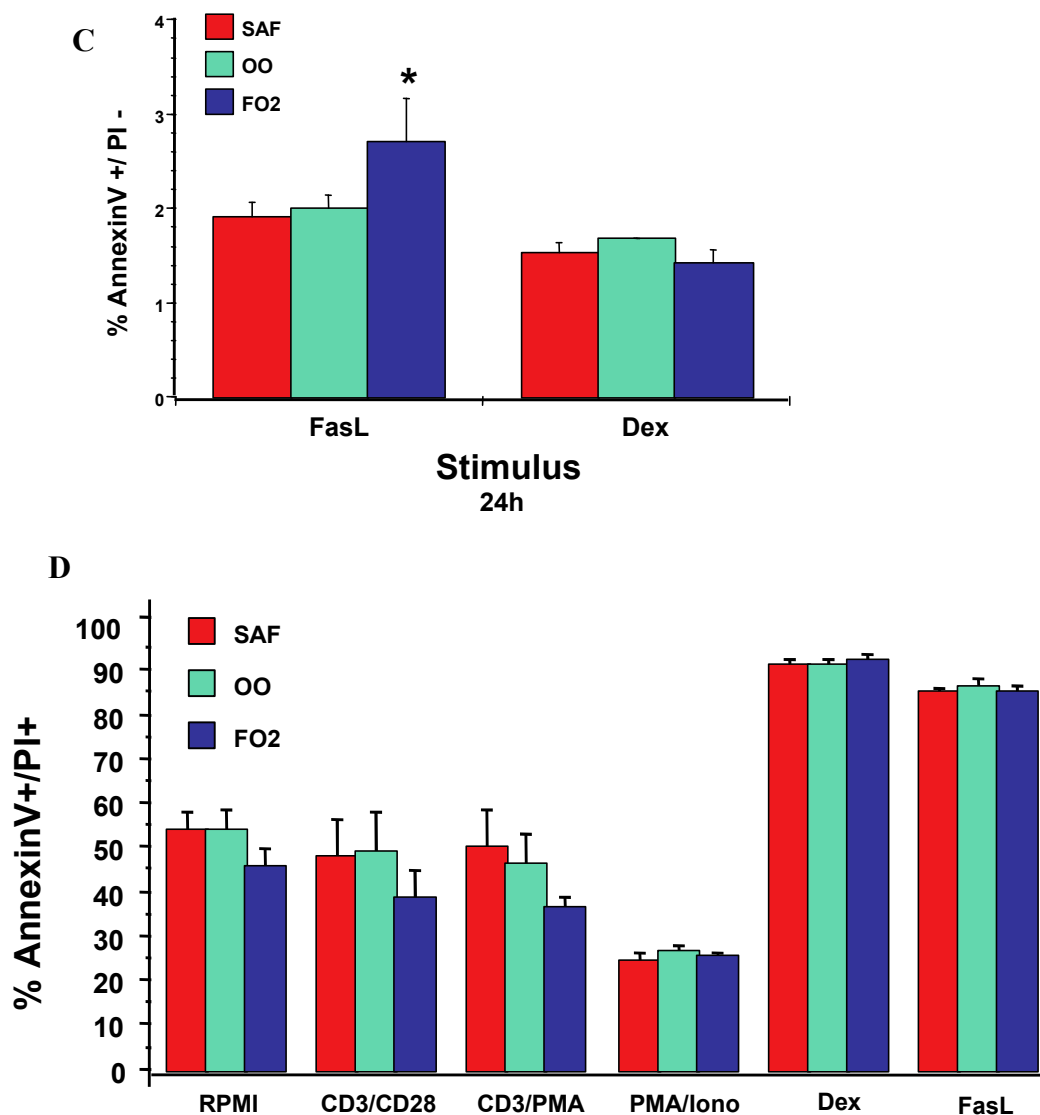 C
SAF
OO
FO2
*
% AnnexinV +/ PI -
4
3
2
1
0
FasL Dex
Stimulus
24h
D
SAF
OO
FO2
% AnnexinV+/PI+
100
90
80
70
60
50
40
30
20
10
0
RPMI CD3/CD28 CD3/PMA PMA/Iono Dex FasL